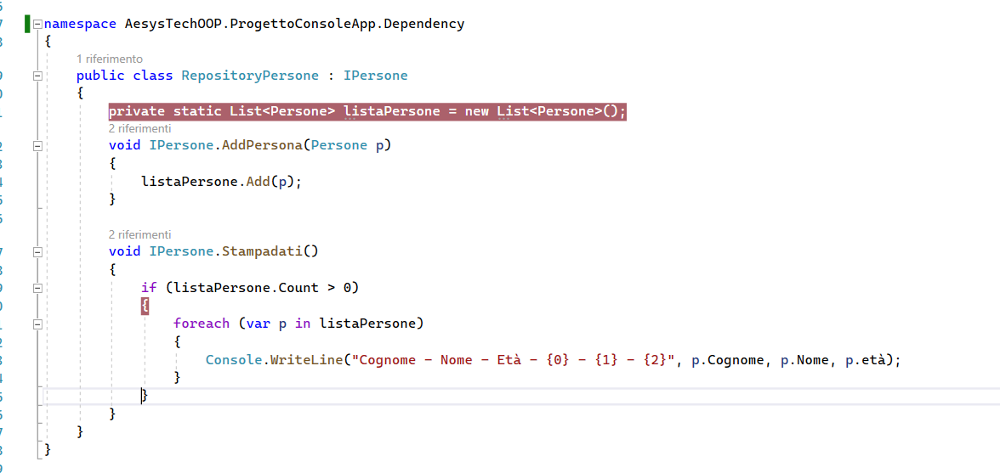 namespace AesysTechOOP.ProgettoConsoleApp.Dependency
{
1 riferimento
public class RepositoryPersone : IPersone
{
private static List<Persone> listaPersone = new List<Persone>();
2 riferimenti
void IPersone.AddPersona(Persone p)
{
listaPersone.Add(p);
}
2 riferimenti
void IPersone.Stampadati()
{
if (listaPersone.Count > 0)
{
foreach (var p in listaPersone)
{
Console.WriteLine("Cognome - Nome - Età - {0} - {1} - {2}", p.Cognome, p.Nome, p.età);
}
}
}
}
}